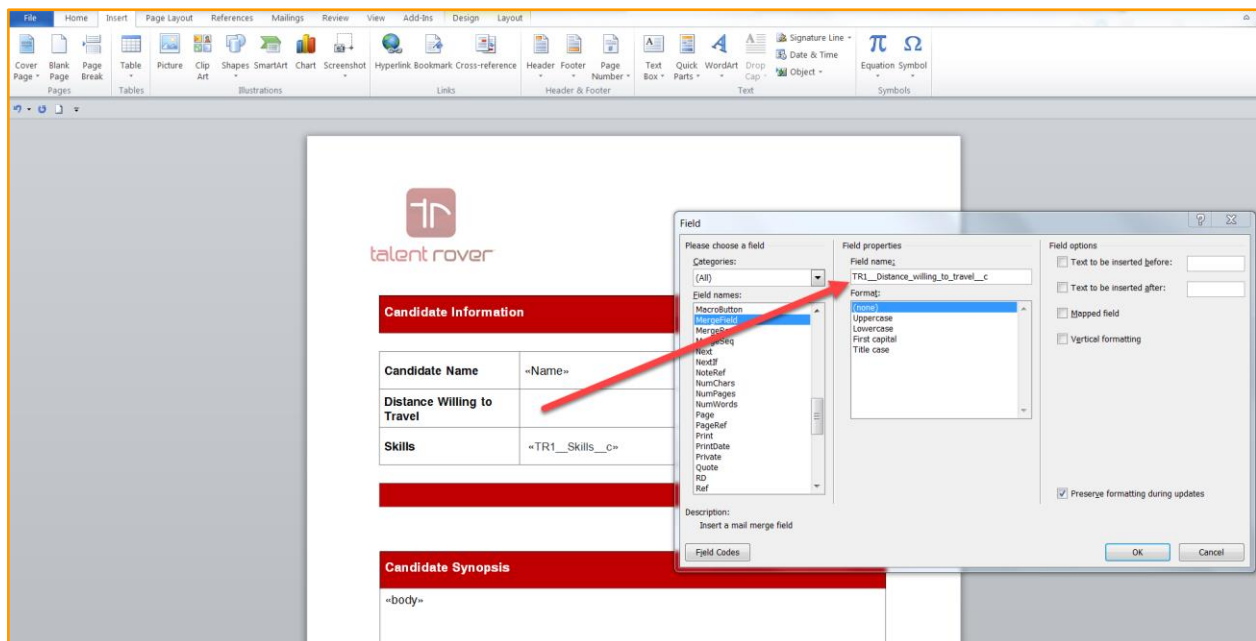 File Home Insert Page Layout References Mailings Review View Add-Ins Design Layout
Cover Page
Blank Page
Page Break
Table
Picture
Clip Art
Shapes
SmartArt
Chart
Screenshot
Hyperlink
Bookmark
Cross-reference
Header
Footer
Page Number
Text Box
Quick Parts
WordArt
Drop Cap
Signature Line
Date & Time
Object
Equation
Symbol
Pages Tables Illustrations Links Header & Footer Text Symbols
talent rover
Candidate Information
Candidate Name «Name»
Distance Willing to
Travel
Skills «TR1__Skills__c»
Candidate Synopsis
«body»
Field
Please choose a field
Categories:
(All)
Field names:
MacroButton
MergeField
MergeSeq
Next
NextIf
NoteRef
NumChars
NumPages
NumWords
Page
PageRef
Print
PrintDate
Private
Quote
RD
Ref
Description:
Insert a mail merge field
Field Codes
Field properties
Field name:
TR1__Distance_willing_to_travel__c
Format:
(none)
Uppercase
Lowercase
First capital
Title case
Field options
Text to be inserted before:
Text to be inserted after:
Mapped field
Vertical formatting
Preserve formatting during updates
OK Cancel